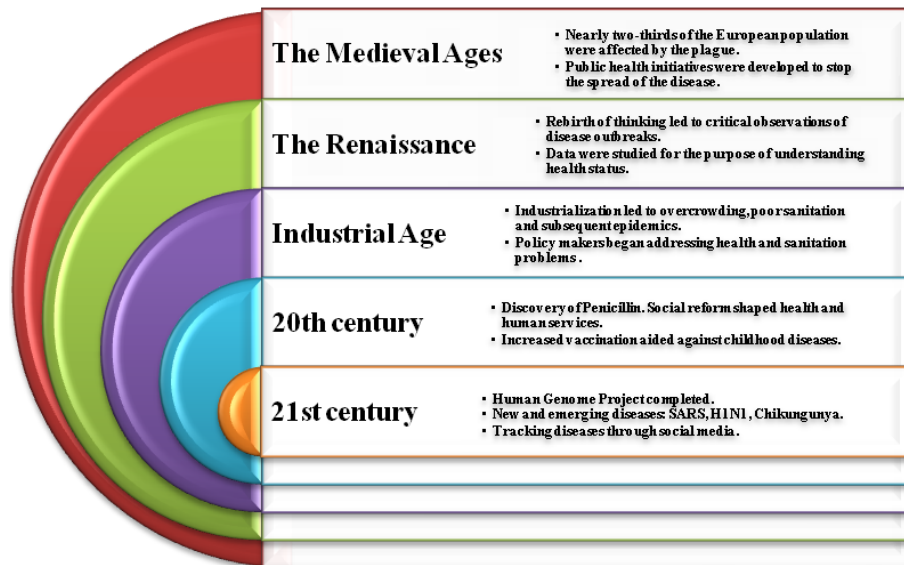 The Medieval Ages
• Nearly two-thirds of the European population
were affected by the plague.
• Public health initiatives were developed to stop
the spread of the disease.
The Renaissance
• Rebirth of thinking led to critical observations of
disease outbreaks.
• Data were studied for the purpose of understanding
health status.
Industrial Age
• Industrialization led to overcrowding, poor sanitation
and subsequent epidemics.
• Policy makers began addressing health and sanitation
problems .
20th century
• Discovery of Penicillin. Social reform shaped health and
human services.
• Increased vaccination aided against childhood diseases.
21st century
• Human Genome Project completed.
• New and emerging diseases: SARS, H1N1, Chikungunya.
• Tracking diseases through social media.